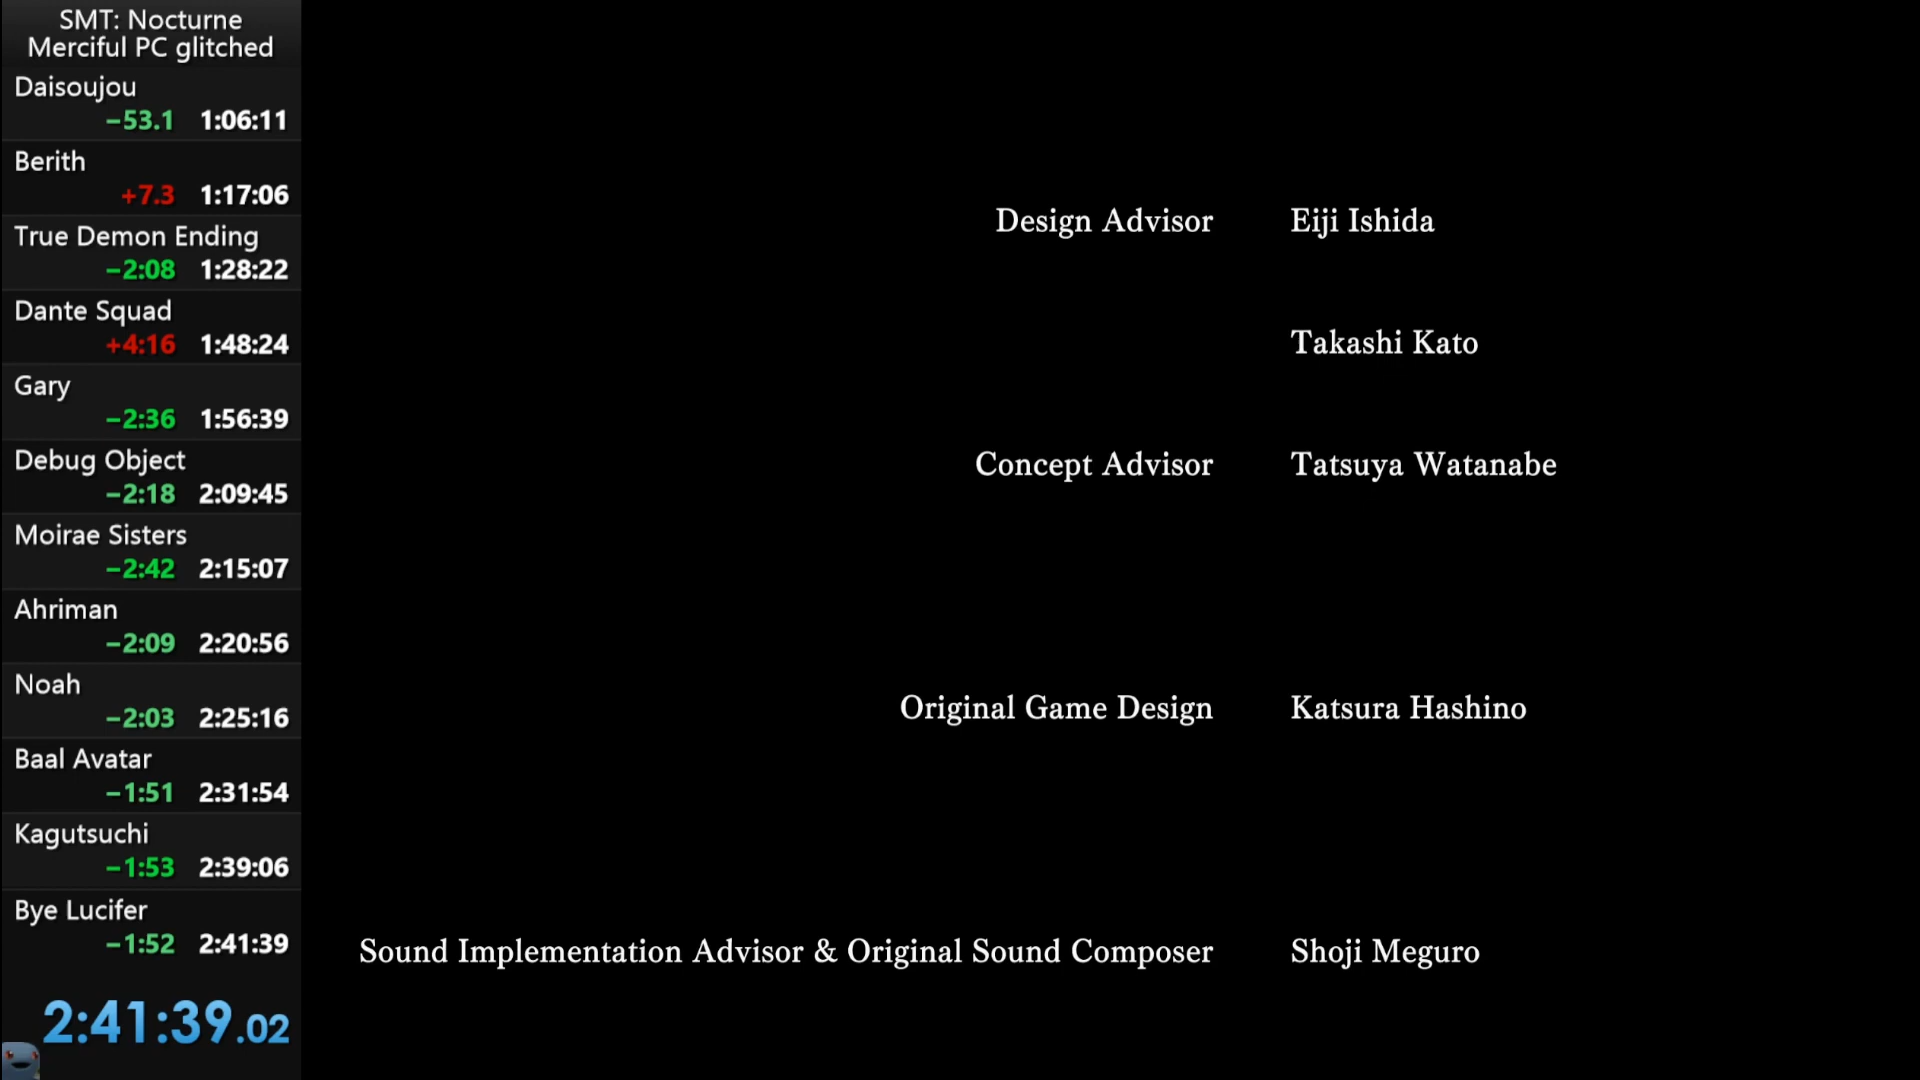 SMT: Nocturne
Merciful PC glitched
Daisoujou
−53.1 1:06:11
Berith
+7.3 1:17:06
True Demon Ending
−2:08 1:28:22
Dante Squad
+4:16 1:48:24
Gary
−2:36 1:56:39
Debug Object
−2:18 2:09:45
Moirae Sisters
−2:42 2:15:07
Ahriman
−2:09 2:20:56
Noah
−2:03 2:25:16
Baal Avatar
−1:51 2:31:54
Kagutsuchi
−1:53 2:39:06
Bye Lucifer
−1:52 2:41:39
2:41:39.02
Design Advisor Eiji Ishida
Takashi Kato
Concept Advisor Tatsuya Watanabe
Original Game Design Katsura Hashino
Sound Implementation Advisor & Original Sound Composer Shoji Meguro